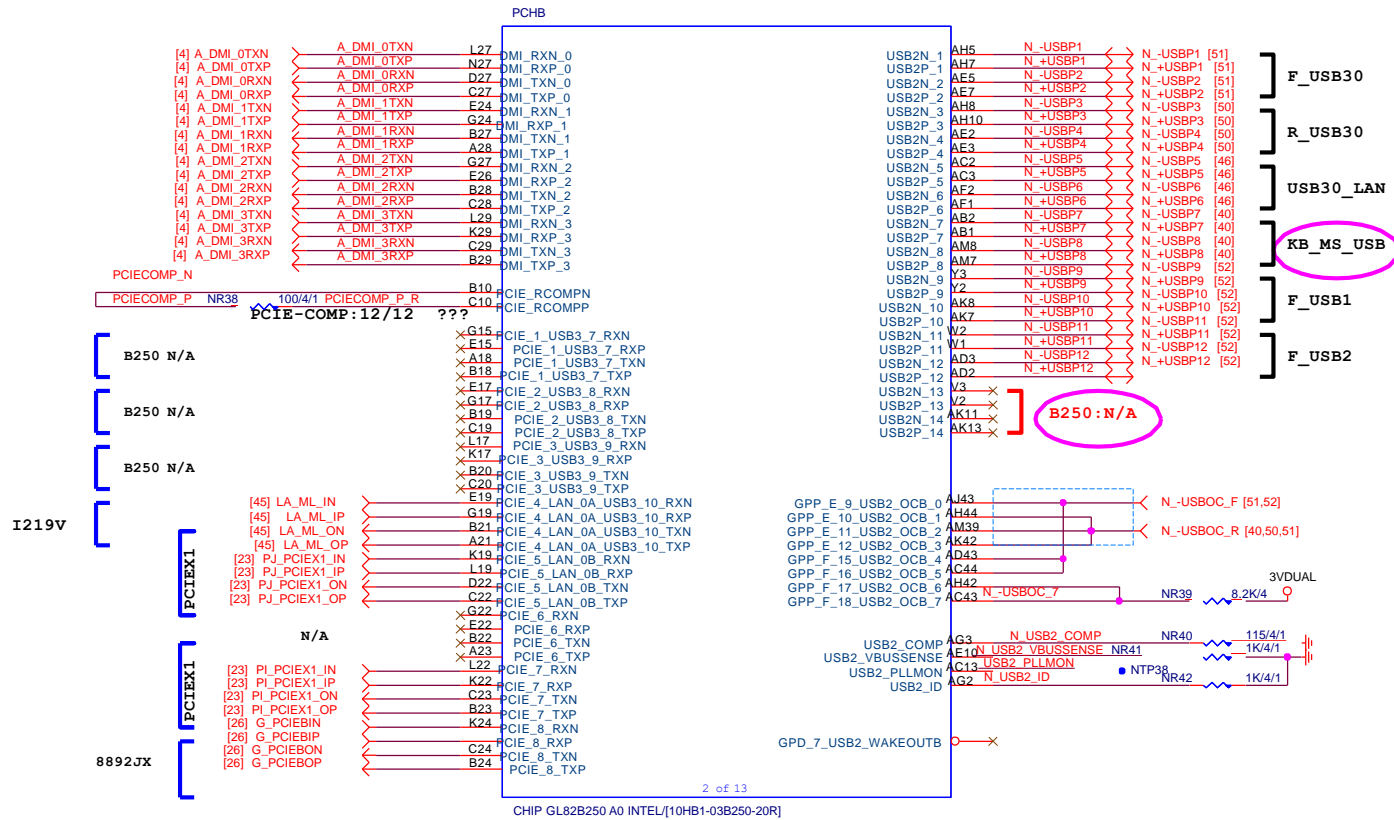 PCHB
[4] A_DMI_0TXN A_DMI_0TXN L27 DMI_RXN_0
[4] A_DMI_0TXP A_DMI_0TXP N27 DMI_RXP_0
[4] A_DMI_0RXN A_DMI_0RXN D27 DMI_TXN_0
[4] A_DMI_0RXP A_DMI_0RXP C27 DMI_TXP_0
[4] A_DMI_1TXN A_DMI_1TXN E24 DMI_RXN_1
[4] A_DMI_1TXP A_DMI_1TXP G24 DMI_RXP_1
[4] A_DMI_1RXN A_DMI_1RXN B27 DMI_TXN_1
[4] A_DMI_1RXP A_DMI_1RXP A28 DMI_TXP_1
[4] A_DMI_2TXN A_DMI_2TXN G27 DMI_RXN_2
[4] A_DMI_2TXP A_DMI_2TXP E26 DMI_RXP_2
[4] A_DMI_2RXN A_DMI_2RXN B28 DMI_TXN_2
[4] A_DMI_2RXP A_DMI_2RXP C28 DMI_TXP_2
[4] A_DMI_3TXN A_DMI_3TXN L29 DMI_RXN_3
[4] A_DMI_3TXP A_DMI_3TXP K29 DMI_RXP_3
[4] A_DMI_3RXN A_DMI_3RXN C29 DMI_TXN_3
[4] A_DMI_3RXP A_DMI_3RXP B29 DMI_TXP_3
PCIECOMP_N B10 PCIE_RCOMPN
PCIECOMP_P NR38 100/4/1 PCIECOMP_P_R C10 PCIE_RCOMPP
PCIE-COMP:12/12 ???
G15 PCIE_1_USB3_7_RXN
E15 PCIE_1_USB3_7_RXP
B250 N/A
A18 PCIE_1_USB3_7_TXN
B18 PCIE_1_USB3_7_TXP
E17 PCIE_2_USB3_8_RXN
G17 PCIE_2_USB3_8_RXP
B250 N/A
B19 PCIE_2_USB3_8_TXN
C19 PCIE_2_USB3_8_TXP
L17 PCIE_3_USB3_9_RXN
K17 PCIE_3_USB3_9_RXP
B250 N/A
B20 PCIE_3_USB3_9_TXN
C20 PCIE_3_USB3_9_TXP
[45] LA_ML_IN E19 PCIE_4_LAN_0A_USB3_10_RXN
[45] LA_ML_IP G19 PCIE_4_LAN_0A_USB3_10_RXP
I219V
[45] LA_ML_ON B21 PCIE_4_LAN_0A_USB3_10_TXN
[45] LA_ML_OP A21 PCIE_4_LAN_0A_USB3_10_TXP
[23] PJ_PCIEX1_IN K19 PCIE_5_LAN_0B_RXN
[23] PJ_PCIEX1_IP L19 PCIE_5_LAN_0B_RXP
PCIEX1
[23] PJ_PCIEX1_ON D22 PCIE_5_LAN_0B_TXN
[23] PJ_PCIEX1_OP C22 PCIE_5_LAN_0B_TXP
G22 PCIE_6_RXN
E22 PCIE_6_RXP
N/A
B22 PCIE_6_TXN
A23 PCIE_6_TXP
[23] PI_PCIEX1_IN L22 PCIE_7_RXN
[23] PI_PCIEX1_IP K22 PCIE_7_RXP
PCIEX1
[23] PI_PCIEX1_ON C23 PCIE_7_TXN
[23] PI_PCIEX1_OP B23 PCIE_7_TXP
[26] G_PCIEBIN K24 PCIE_8_RXN
[26] G_PCIEBIP PCIE_8_RXP
8892JX
[26] G_PCIEBON C24 PCIE_8_TXN
[26] G_PCIEBOP B24 PCIE_8_TXP
USB2N_1 AH5 N_-USBP1 N_-USBP1 [51]
USB2P_1 AH7 N_+USBP1 N_+USBP1 [51]
F_USB30
USB2N_2 AE5 N_-USBP2 N_-USBP2 [51]
USB2P_2 AE7 N_+USBP2 N_+USBP2 [51]
USB2N_3 AH8 N_-USBP3 N_-USBP3 [50]
USB2P_3 AH10 N_+USBP3 N_+USBP3 [50]
R_USB30
USB2N_4 AE2 N_-USBP4 N_-USBP4 [50]
USB2P_4 AE3 N_+USBP4 N_+USBP4 [50]
USB2N_5 AC2 N_-USBP5 N_-USBP5 [46]
USB2P_5 AC3 N_+USBP5 N_+USBP5 [46]
USB30_LAN
USB2N_6 AF2 N_-USBP6 N_-USBP6 [46]
USB2P_6 AF1 N_+USBP6 N_+USBP6 [46]
USB2N_7 AB2 N_-USBP7 N_-USBP7 [40]
USB2P_7 AB1 N_+USBP7 N_+USBP7 [40]
KB_MS_USB
USB2N_8 AM8 N_-USBP8 N_-USBP8 [40]
USB2P_8 AM7 N_+USBP8 N_+USBP8 [40]
USB2N_9 Y3 N_-USBP9 N_-USBP9 [52]
USB2P_9 Y2 N_+USBP9 N_+USBP9 [52]
F_USB1
USB2N_10 AK8 N_-USBP10 N_-USBP10 [52]
USB2P_10 AK7 N_+USBP10 N_+USBP10 [52]
USB2N_11 W2 N_-USBP11 N_-USBP11 [52]
USB2P_11 W1 N_+USBP11 N_+USBP11 [52]
F_USB2
USB2N_12 AD3 N_-USBP12 N_-USBP12 [52]
USB2P_12 AD2 N_+USBP12 N_+USBP12 [52]
USB2N_13 V3
USB2P_13 V2
B250:N/A
USB2N_14 AK11
USB2P_14 AK13
GPP_E_9_USB2_OCB_0 AJ43 N_-USBOC_F [51,52]
GPP_E_10_USB2_OCB_1 AH44
GPP_E_11_USB2_OCB_2 AM39 N_-USBOC_R [40,50,51]
GPP_E_12_USB2_OCB_3 AK42
GPP_F_15_USB2_OCB_4 AD43
GPP_F_16_USB2_OCB_5 AC44
GPP_F_17_USB2_OCB_6 AH42
3VDUAL
GPP_F_18_USB2_OCB_7 AC43 N_-USBOC_7 NR39 8.2K/4
USB2_COMP AG3 N_USB2_COMP NR40 115/4/1
USB2_VBUSSENSE AE10 N_USB2_VBUSSENSE NR41 1K/4/1
USB2_PLLMON AC13 USB2_PLLMON NTP38
USB2_ID AG2 N_USB2_ID NR42 1K/4/1
GPD_7_USB2_WAKEOUTB
2 of 13
CHIP GL82B250 A0 INTEL/[10HB1-03B250-20R]